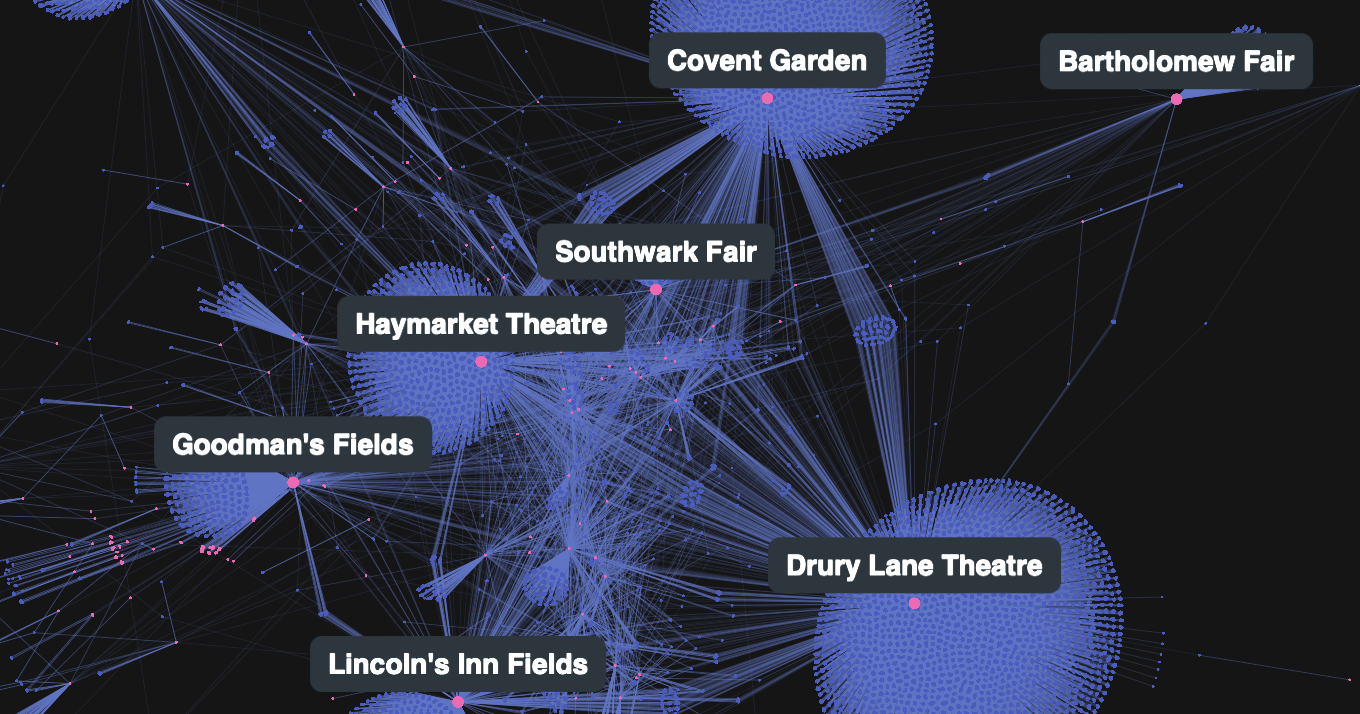 Covent Garden
Bartholomew Fair
Southwark Fair
Haymarket Theatre
Goodman's Fields
Drury Lane Theatre
Lincoln's Inn Fields